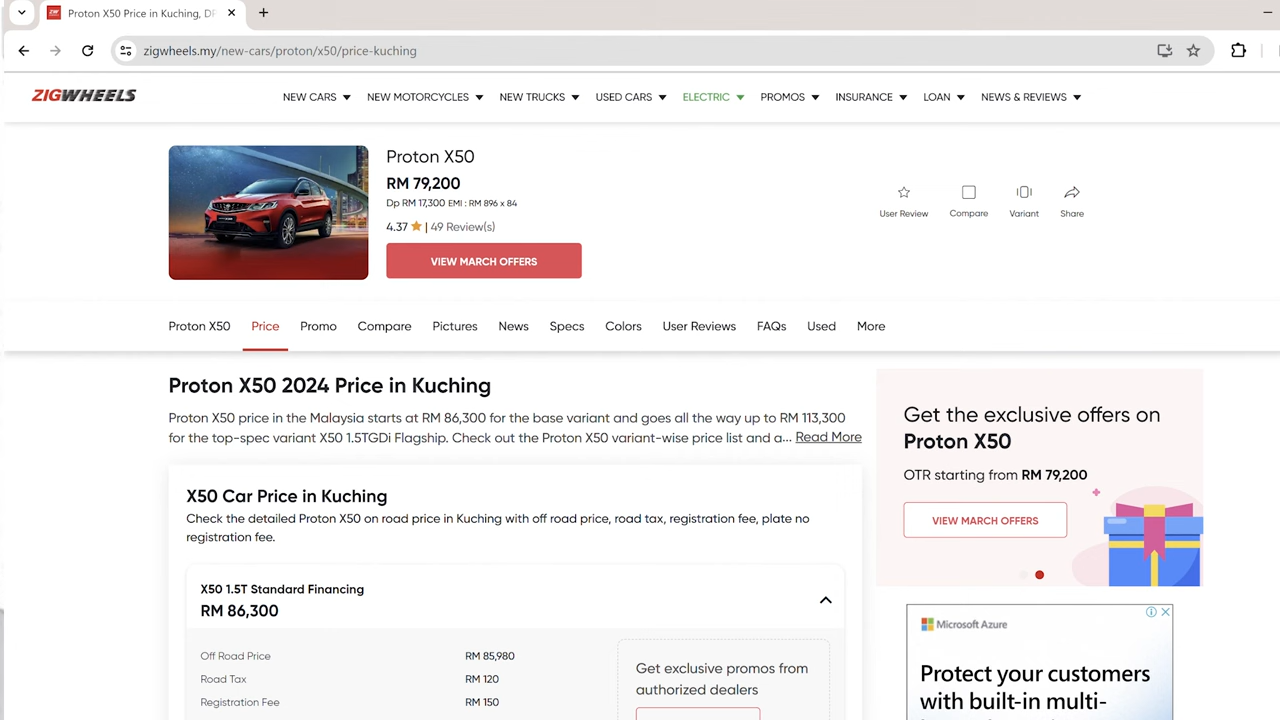 Proton X50 Price in Kuching, DP
zigwheels.my/new-cars/proton/x50/price-kuching
ZIGWHEELS
NEW CARS NEW MOTORCYCLES NEW TRUCKS USED CARS ELECTRIC PROMOS INSURANCE LOAN NEWS & REVIEWS
Proton X50
RM 79,200
Dp RM 17,300 EMI : RM 896 x 84
4.37 | 49 Review(s)
VIEW MARCH OFFERS
User Review Compare Variant Share
Proton X50 Price Promo Compare Pictures News Specs Colors User Reviews FAQs Used More
Proton X50 2024 Price in Kuching
Proton X50 price in the Malaysia starts at RM 86,300 for the base variant and goes all the way up to RM 113,300
for the top-spec variant X50 1.5TGDi Flagship. Check out the Proton X50 variant-wise price list and a... Read More
X50 Car Price in Kuching
Check the detailed Proton X50 on road price in Kuching with off road price, road tax, registration fee, plate no
registration fee.
X50 1.5T Standard Financing
RM 86,300
Off Road Price RM 85,980
Road Tax RM 120
Registration Fee RM 150
Get exclusive promos from
authorized dealers
Get the exclusive offers on
Proton X50
OTR starting from RM 79,200
VIEW MARCH OFFERS
Microsoft Azure
Protect your customers
with built-in multi-